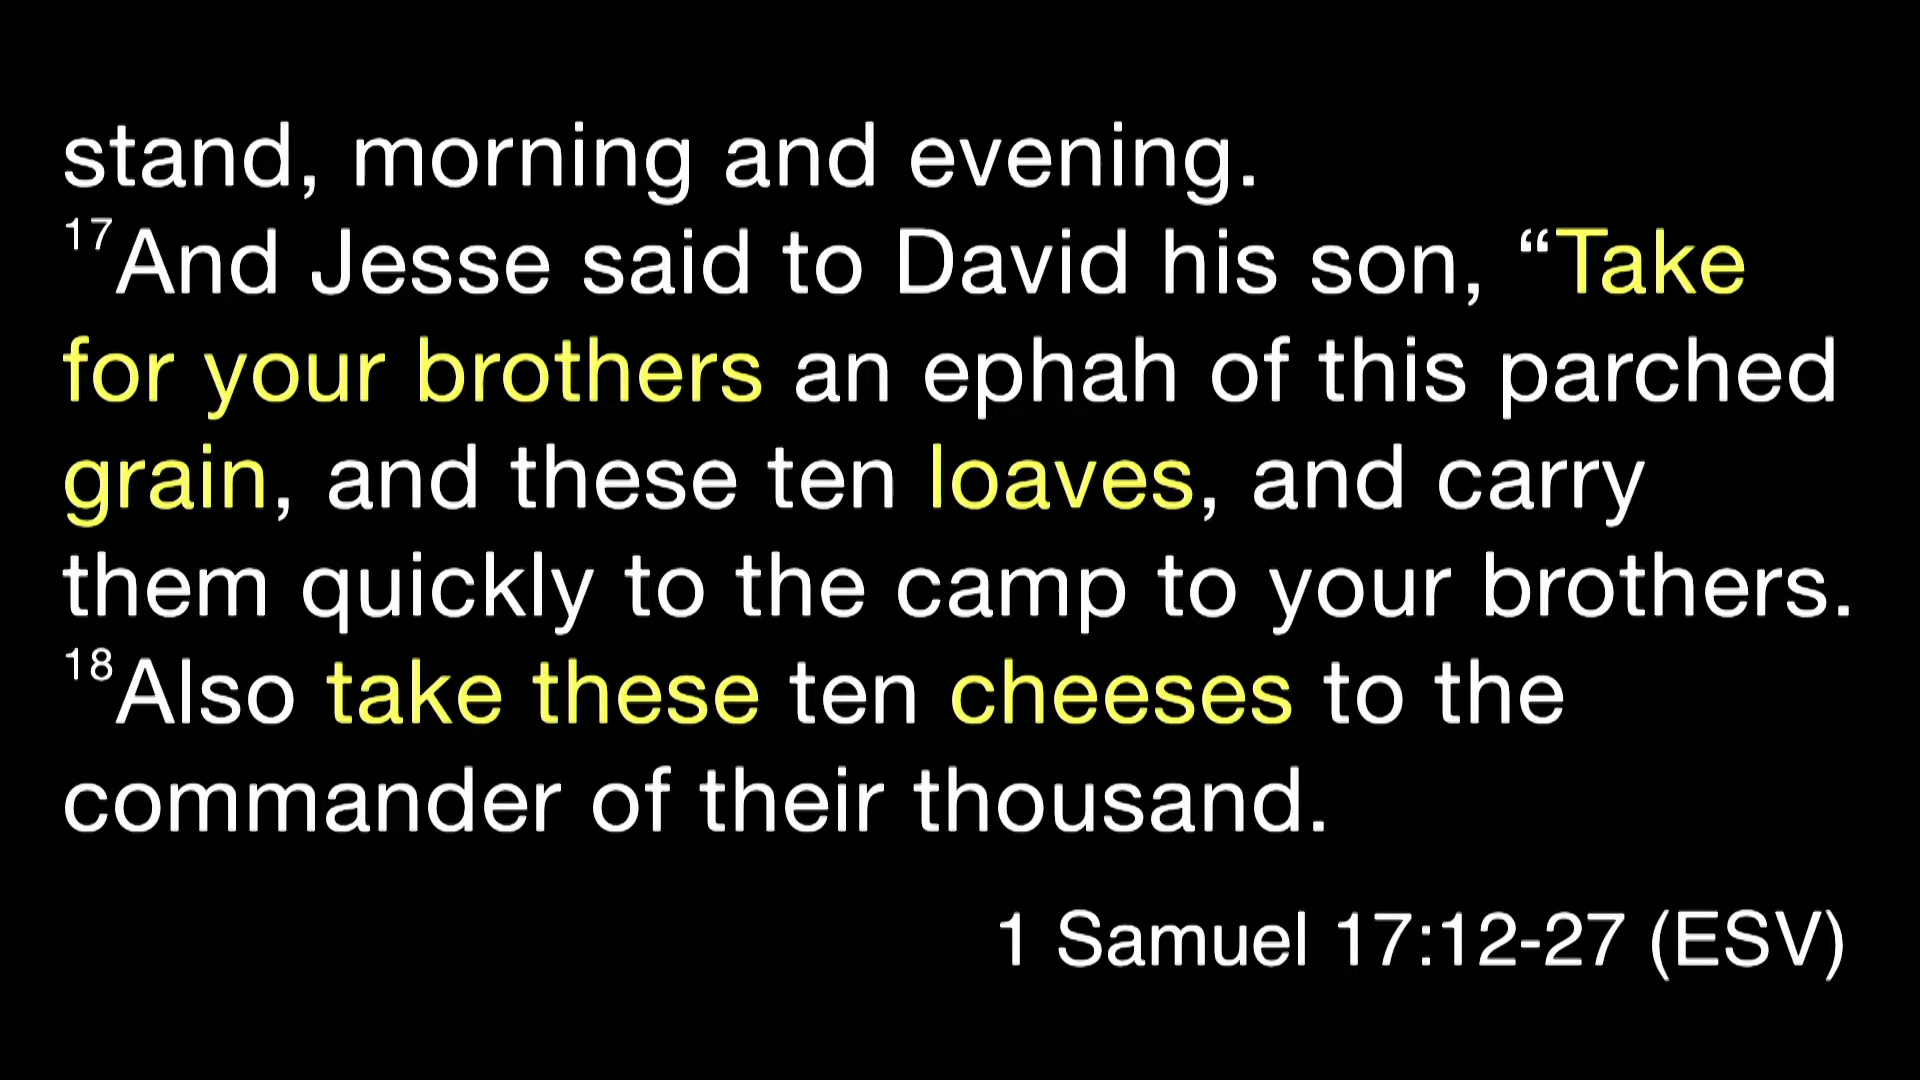 stand, morning and evening.
17And Jesse said to David his son, “Take
for your brothers an ephah of this parched
grain, and these ten loaves, and carry
them quickly to the camp to your brothers.
18Also take these ten cheeses to the
commander of their thousand.
1 Samuel 17:12-27 (ESV)